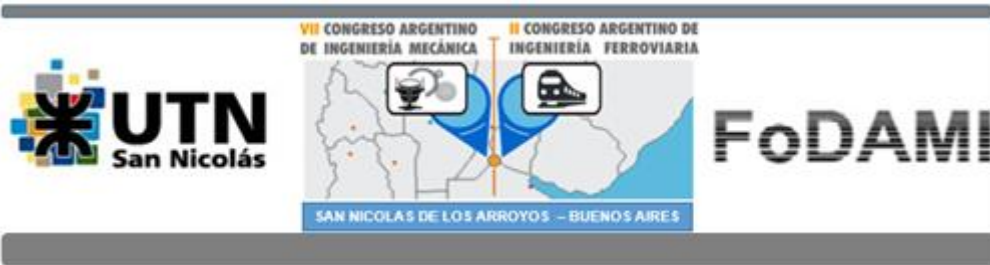 UTN
San Nicolás
VII CONGRESO ARGENTINO
DE INGENIERÍA MECÁNICA
II CONGRESO ARGENTINO DE
INGENIERÍA FERROVIARIA
SAN NICOLAS DE LOS ARROYOS – BUENOS AIRES
FoDAMI